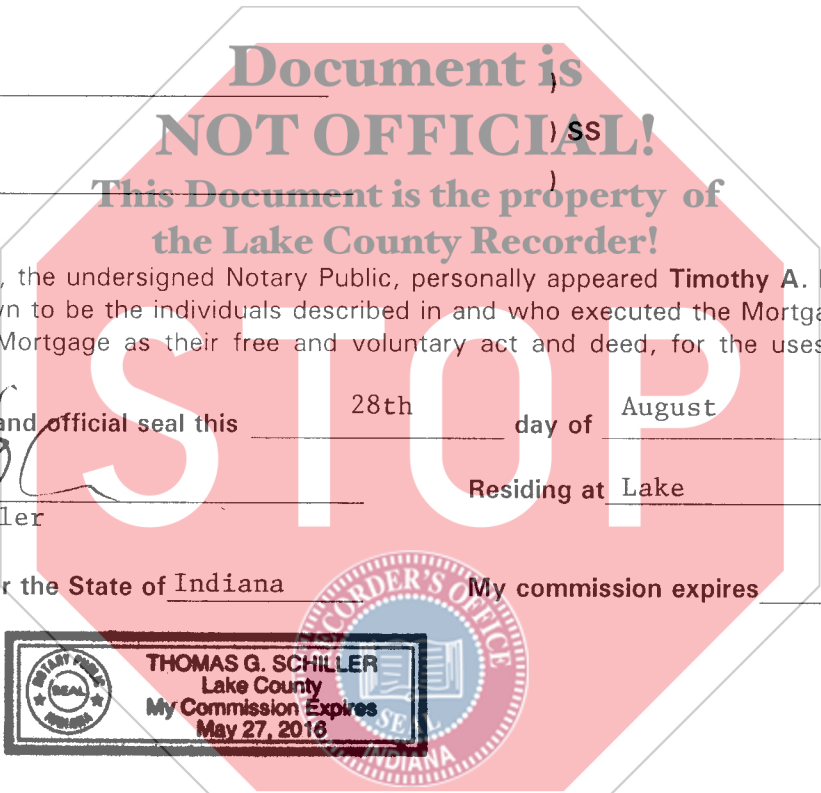 Document is
)
NOT OFFICIAL!
) SS
This Document is the property of
)
the Lake County Recorder!
, the undersigned Notary Public, personally appeared Timothy A.
n to be the individuals described in and who executed the Mortga
Mortgage as their free and voluntary act and deed, for the uses
and official seal this 28th day of August
Residing at Lake
ler
r the State of Indiana My commission expires
STOP
RECORDER'S OFFICE
SEAL
INDIANA
NOTARY PUBLIC
SEAL
INDIANA
THOMAS G. SCHILLER
Lake County
My Commission Expires
May 27, 2016